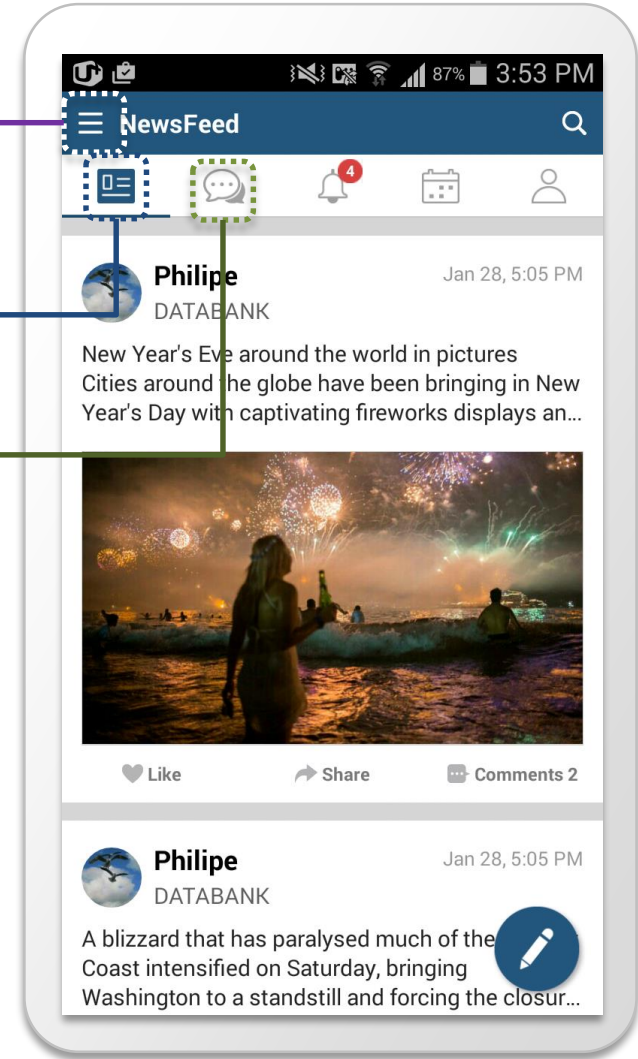 87% 3:53 PM
NewsFeed
4
Philipe
Jan 28, 5:05 PM
DATABANK
New Year's Eve around the world in pictures
Cities around the globe have been bringing in New
Year's Day with captivating fireworks displays an...
Like Share Comments 2
Philipe
Jan 28, 5:05 PM
DATABANK
A blizzard that has paralysed much of the
Coast intensified on Saturday, bringing
Washington to a standstill and forcing the closur...